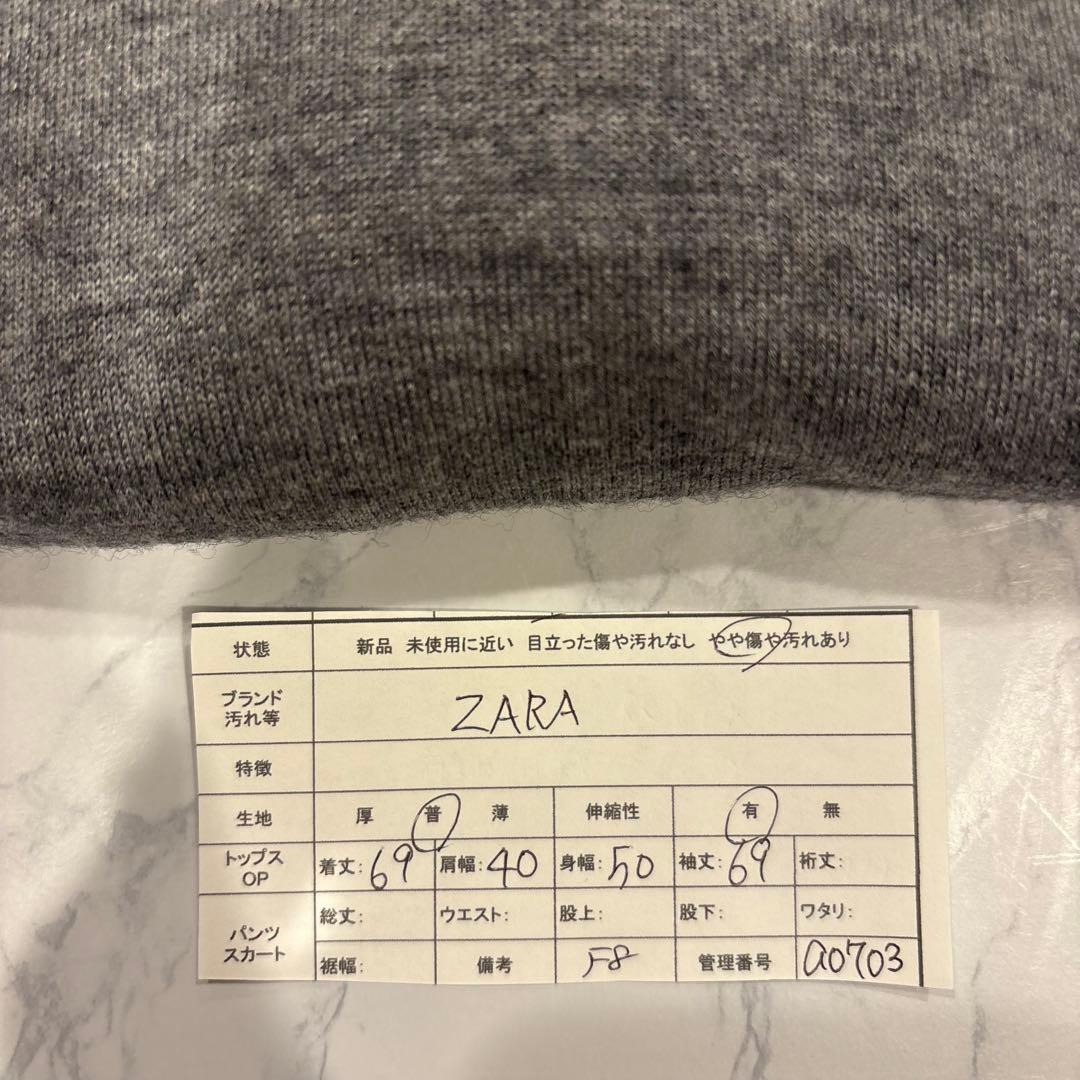 状態 新品 未使用に近い 目立った傷や汚れなし やや傷や汚れあり
ブランド
汚れ等
ZARA
特徴
生地 厚 普 薄 伸縮性 有 無
トップス
OP
着丈:69 肩幅:40 身幅:50 袖丈:69 裄丈:
パンツ
スカート
総丈: ウエスト: 股上: 股下: ワタリ:
裾幅: 備考 F8 管理番号 a0703